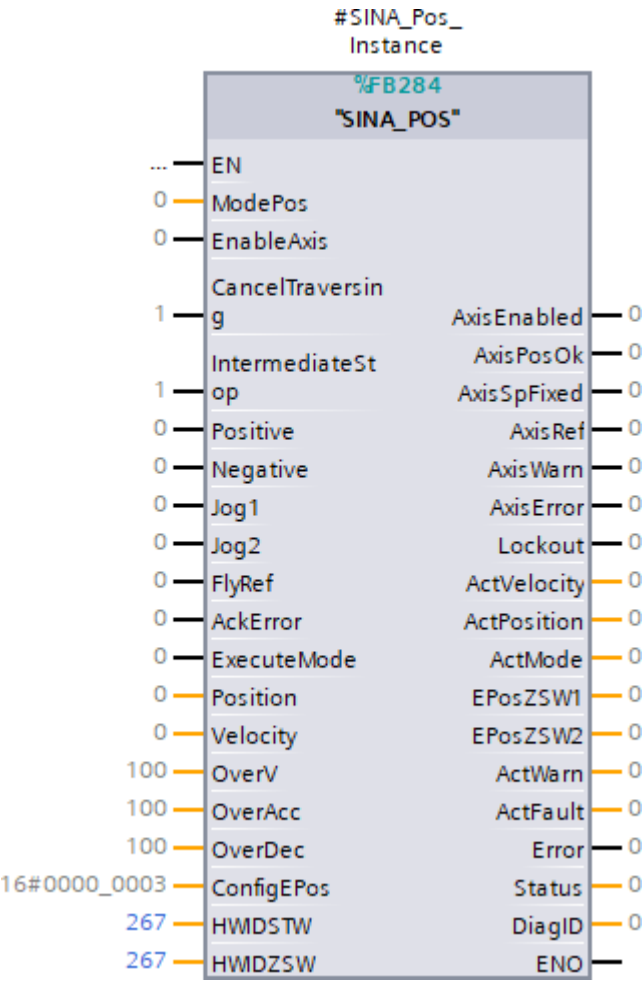 #SINA_Pos_
Instance
%FB284
"SINA_POS"
... EN
0 ModePos
0 EnableAxis
CancelTraversin
1 g AxisEnabled 0
AxisPosOk 0
IntermediateSt
1 op AxisSpFixed 0
0 Positive AxisRef 0
0 Negative AxisWarn 0
0 Jog1 AxisError 0
0 Jog2 Lockout 0
0 FlyRef ActVelocity 0
0 AckError ActPosition 0
0 ExecuteMode ActMode 0
0 Position EPosZSW1 0
0 Velocity EPosZSW2 0
100 OverV ActWarn 0
100 OverAcc ActFault 0
100 OverDec Error 0
16#0000_0003 ConfigEPos Status 0
267 HWIDSTW DiagID 0
267 HWIDZSW ENO